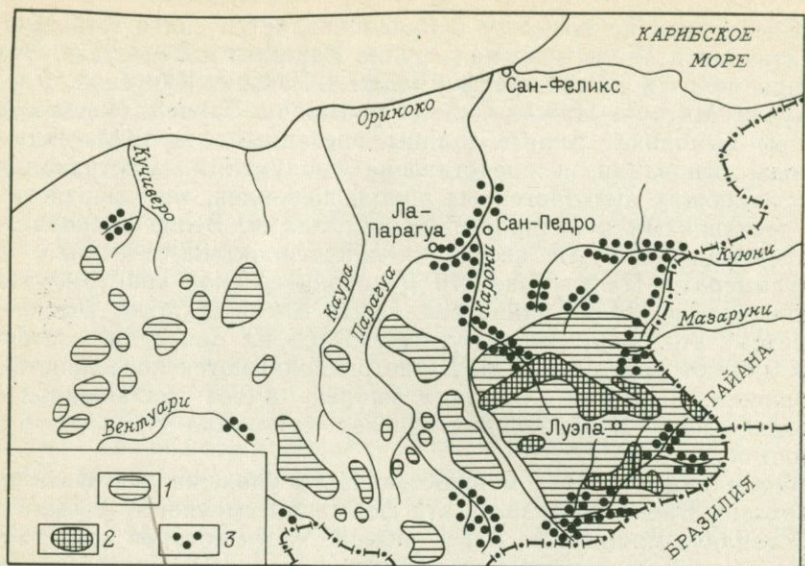 КАРИБСКОЕ
МОРЕ
Сан-Феликс
Ориноко
Кучиверо
Ла-
Парагуа
Сан-Педро
Куюни
Каура
Парагуа
Карони
Мазаруни
ГАЙАНА
Вентуари
Луэпа
БРАЗИЛИЯ
1
2
3